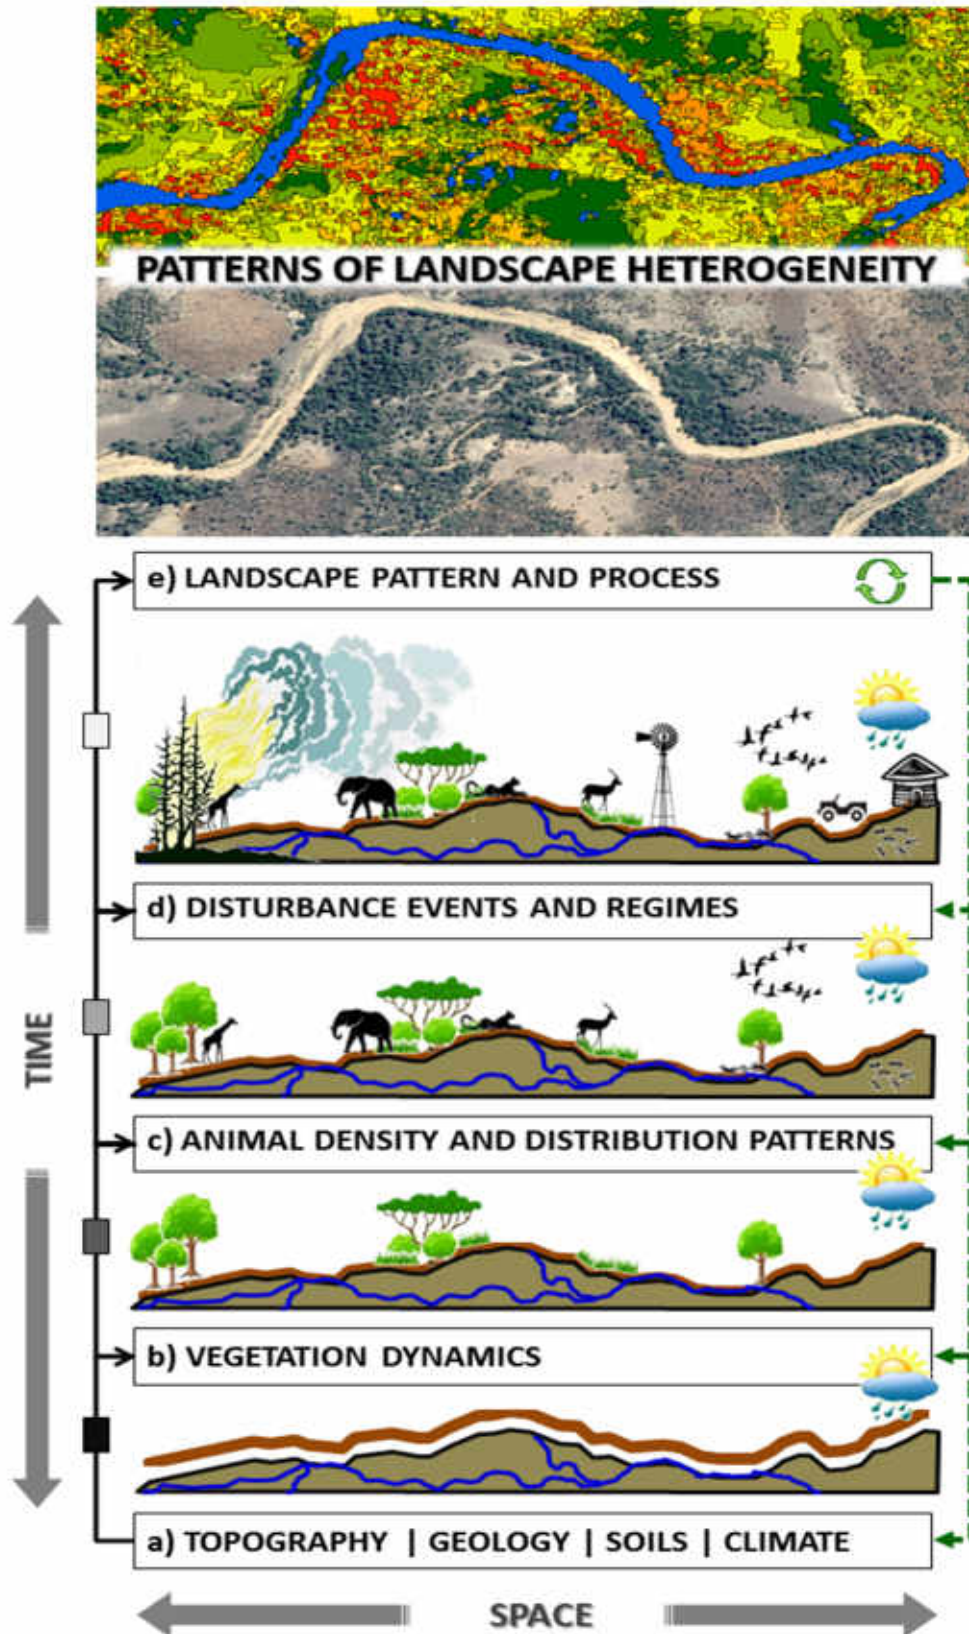 PATTERNS OF LANDSCAPE HETEROGENEITY
e) LANDSCAPE PATTERN AND PROCESS
d) DISTURBANCE EVENTS AND REGIMES
TIME
c) ANIMAL DENSITY AND DISTRIBUTION PATTERNS
b) VEGETATION DYNAMICS
a) TOPOGRAPHY | GEOLOGY | SOILS | CLIMATE
SPACE